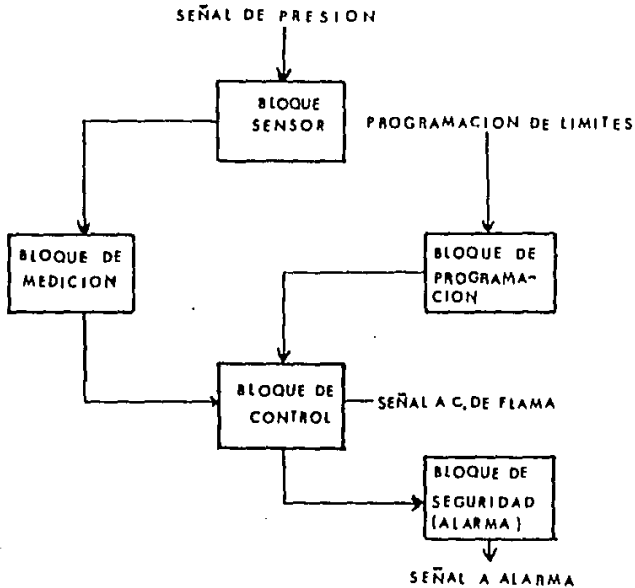 SEÑAL DE PRESION
BLOQUE
SENSOR
PROGRAMACION DE LIMITES
BLOQUE DE
MEDICION
BLOQUE DE
PROGRAMA-
CION
BLOQUE DE
CONTROL
SEÑAL A C. DE FLAMA
BLOQUE DE
SEGURIDAD
(ALARMA)
SEÑAL A ALARMA